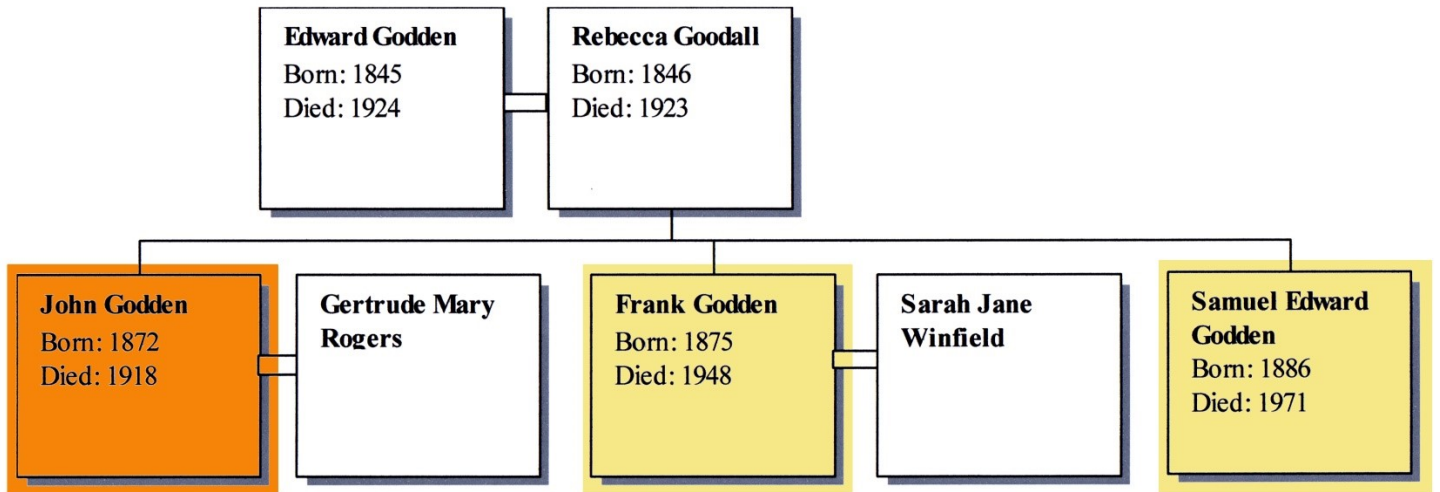 Edward Godden
Born: 1845
Died: 1924
Rebecca Goodall
Born: 1846
Died: 1923
John Godden
Born: 1872
Died: 1918
Gertrude Mary
Rogers
Frank Godden
Born: 1875
Died: 1948
Sarah Jane
Winfield
Samuel Edward
Godden
Born: 1886
Died: 1971